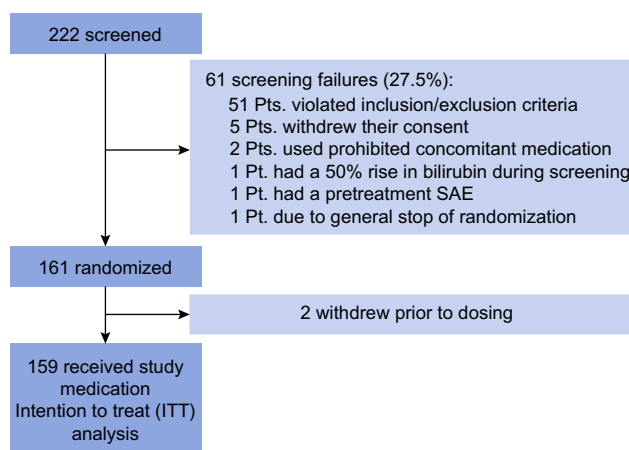 222 screened
61 screening failures (27.5%):
51 Pts. violated inclusion/exclusion criteria
5 Pts. withdrew their consent
2 Pts. used prohibited concomitant medication
1 Pt. had a 50% rise in bilirubin during screening
1 Pt. had a pretreatment SAE
1 Pt. due to general stop of randomization
161 randomized
2 withdrew prior to dosing
159 received study
medication
Intention to treat (ITT)
analysis